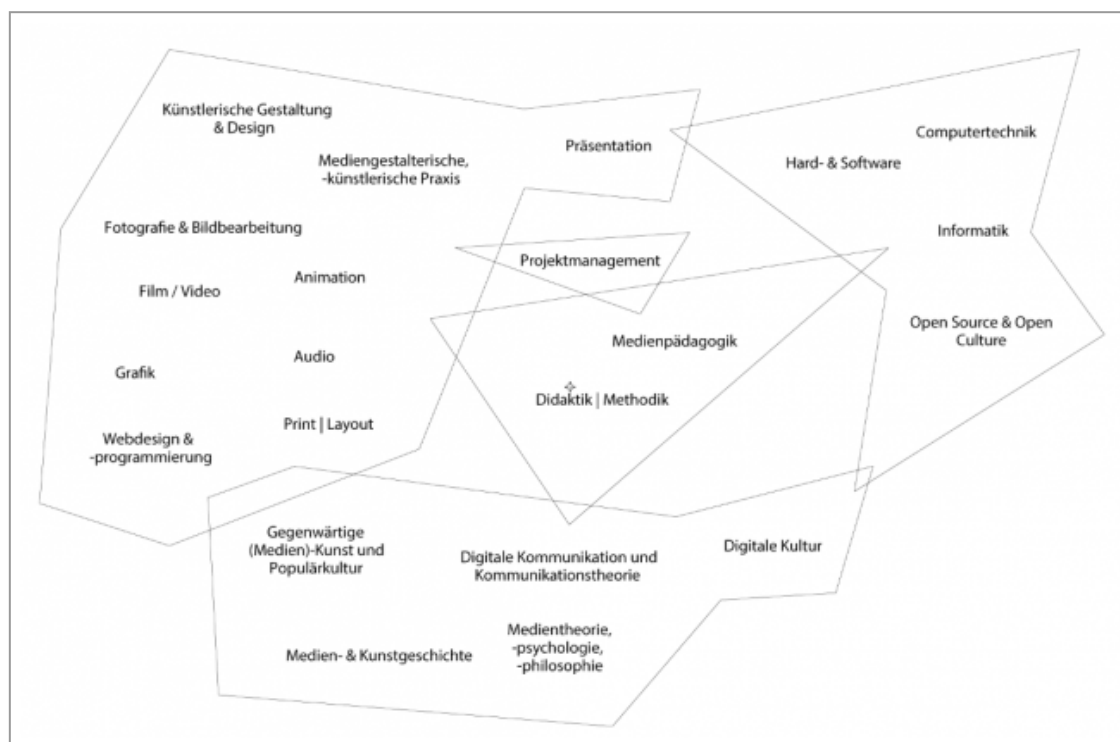 Künstlerische Gestaltung
& Design
Mediengestalterische,
-künstlerische Praxis
Präsentation
Computertechnik
Hard- & Software
Fotografie & Bildbearbeitung
Informatik
Projektmanagement
Animation
Film / Video
Open Source & Open
Culture
Medienpädagogik
Audio
Grafik
Didaktik | Methodik
Print | Layout
Webdesign &
-programmierung
Gegenwärtige
(Medien)-Kunst und
Populärkultur
Digitale Kommunikation und
Kommunikationstheorie
Digitale Kultur
Medien- & Kunstgeschichte
Medientheorie,
-psychologie,
-philosophie